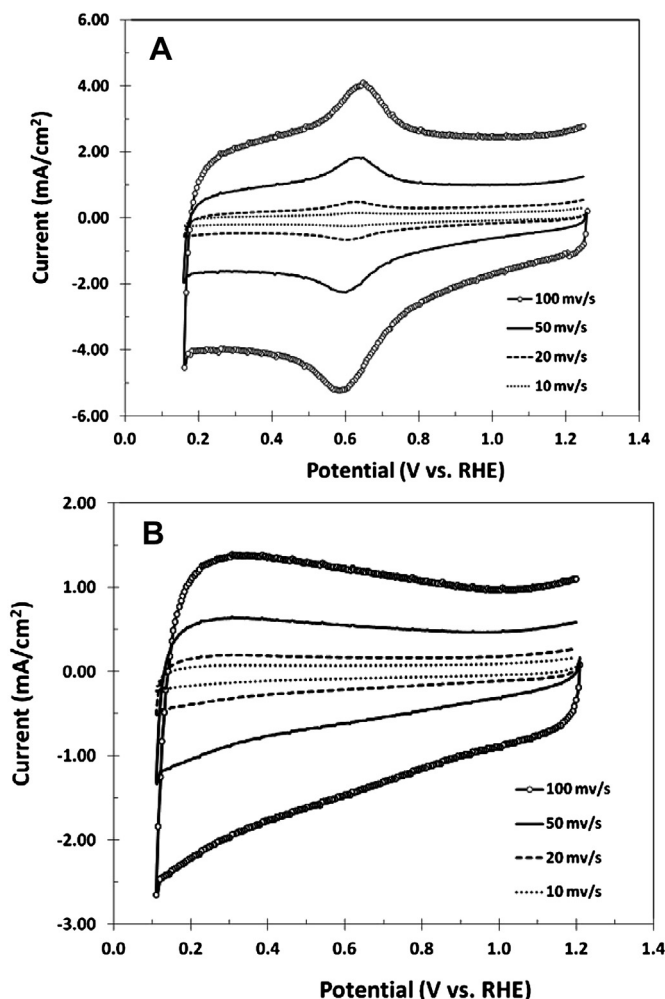 A
6.00
4.00
2.00
0.00
-2.00
-4.00
-6.00
Current (mA/cm²)
100 mv/s
50 mv/s
20 mv/s
10 mv/s
0.0 0.2 0.4 0.6 0.8 1.0 1.2 1.4
Potential (V vs. RHE)
B
2.00
1.00
0.00
-1.00
-2.00
-3.00
Current (mA/cm²)
100 mv/s
50 mv/s
20 mv/s
10 mv/s
0.0 0.2 0.4 0.6 0.8 1.0 1.2 1.4
Potential (V vs. RHE)